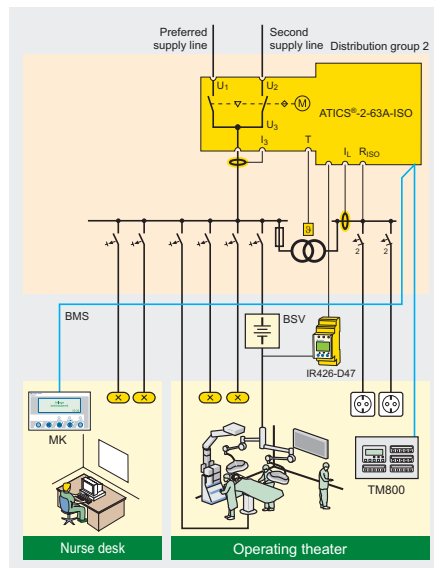 Preferred
supply line
Second
supply line
Distribution group 2
U1
U2
M
ATICS®-2-63A-ISO
U3
I3
T
IL
RISO
ϑ
2
2
BMS
BSV
IR426-D47
MK
TM800
Nurse desk
Operating theater